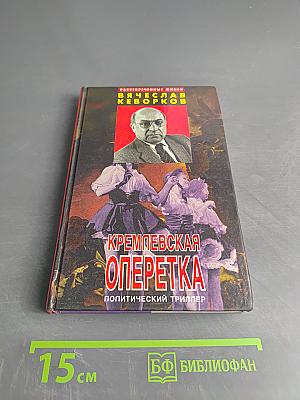 РАССЕКРЕЧЕННЫЕ ЖИЗНИ
ВЯЧЕСЛАВ
КЕВОРКОВ
КРЕМЛЕВСКАЯ
ОПЕРЕТКА
ПОЛИТИЧЕСКИЙ ТРИЛЛЕР
15 см
БФ БИБЛИОФАН